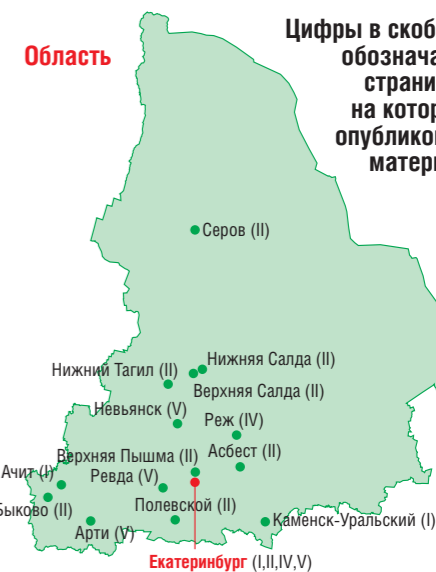 Область
Цифры в скоб
обознача
страни
на котор
опубликов
матери
Серов (II)
Нижняя Салда (II)
Нижний Тагил (II)
Верхняя Салда (II)
Невьянск (V)
Реж (IV)
Верхняя Пышма (II)
Асбест (II)
Ачит (I)
Ревда (V)
Быково (II)
Полевской (II)
Арти (V)
Каменск-Уральский (I)
Екатеринбург (I,II,IV,V)